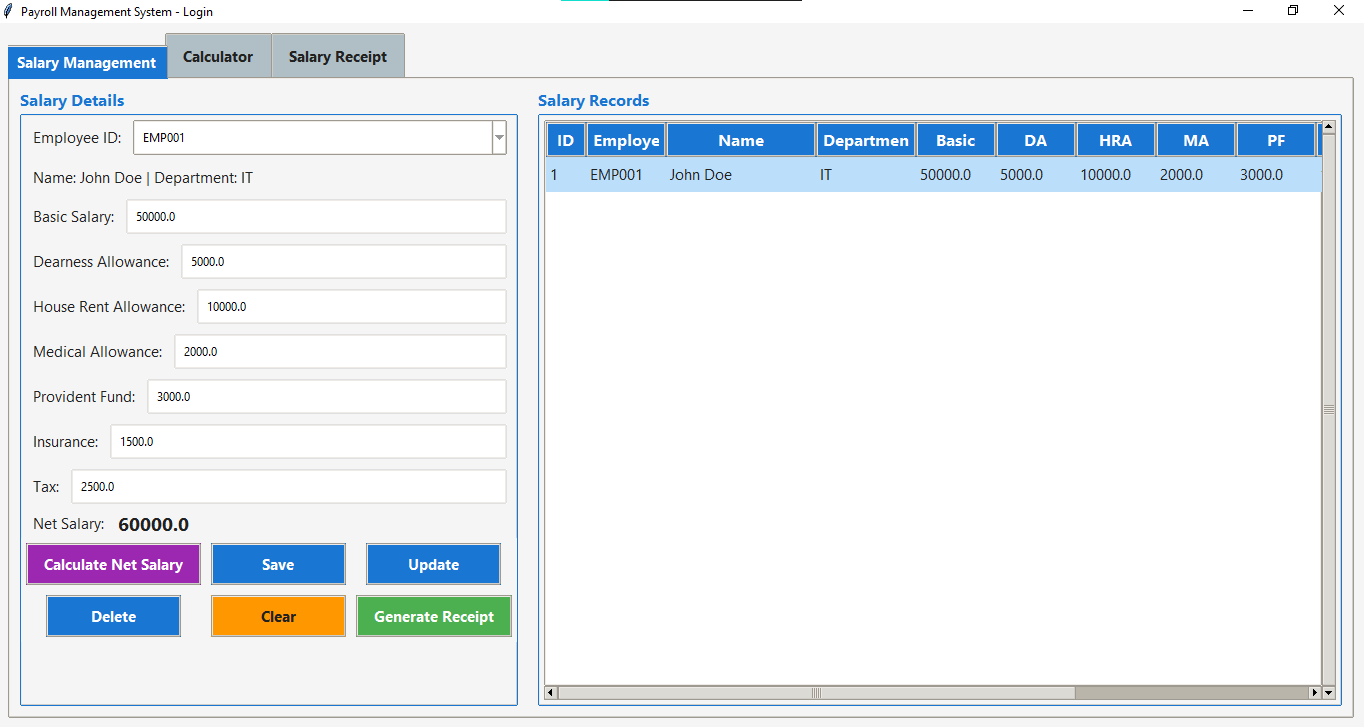 Payroll Management System - Login
Salary Management
Calculator
Salary Receipt
Salary Details
Employee ID: EMP001
Name: John Doe | Department: IT
Basic Salary: 50000.0
Dearness Allowance: 5000.0
House Rent Allowance: 10000.0
Medical Allowance: 2000.0
Provident Fund: 3000.0
Insurance: 1500.0
Tax: 2500.0
Net Salary: 60000.0
Calculate Net Salary
Save
Update
Delete
Clear
Generate Receipt
Salary Records
ID Employe Name Departmen Basic DA HRA MA PF
1 EMP001 John Doe IT 50000.0 5000.0 10000.0 2000.0 3000.0